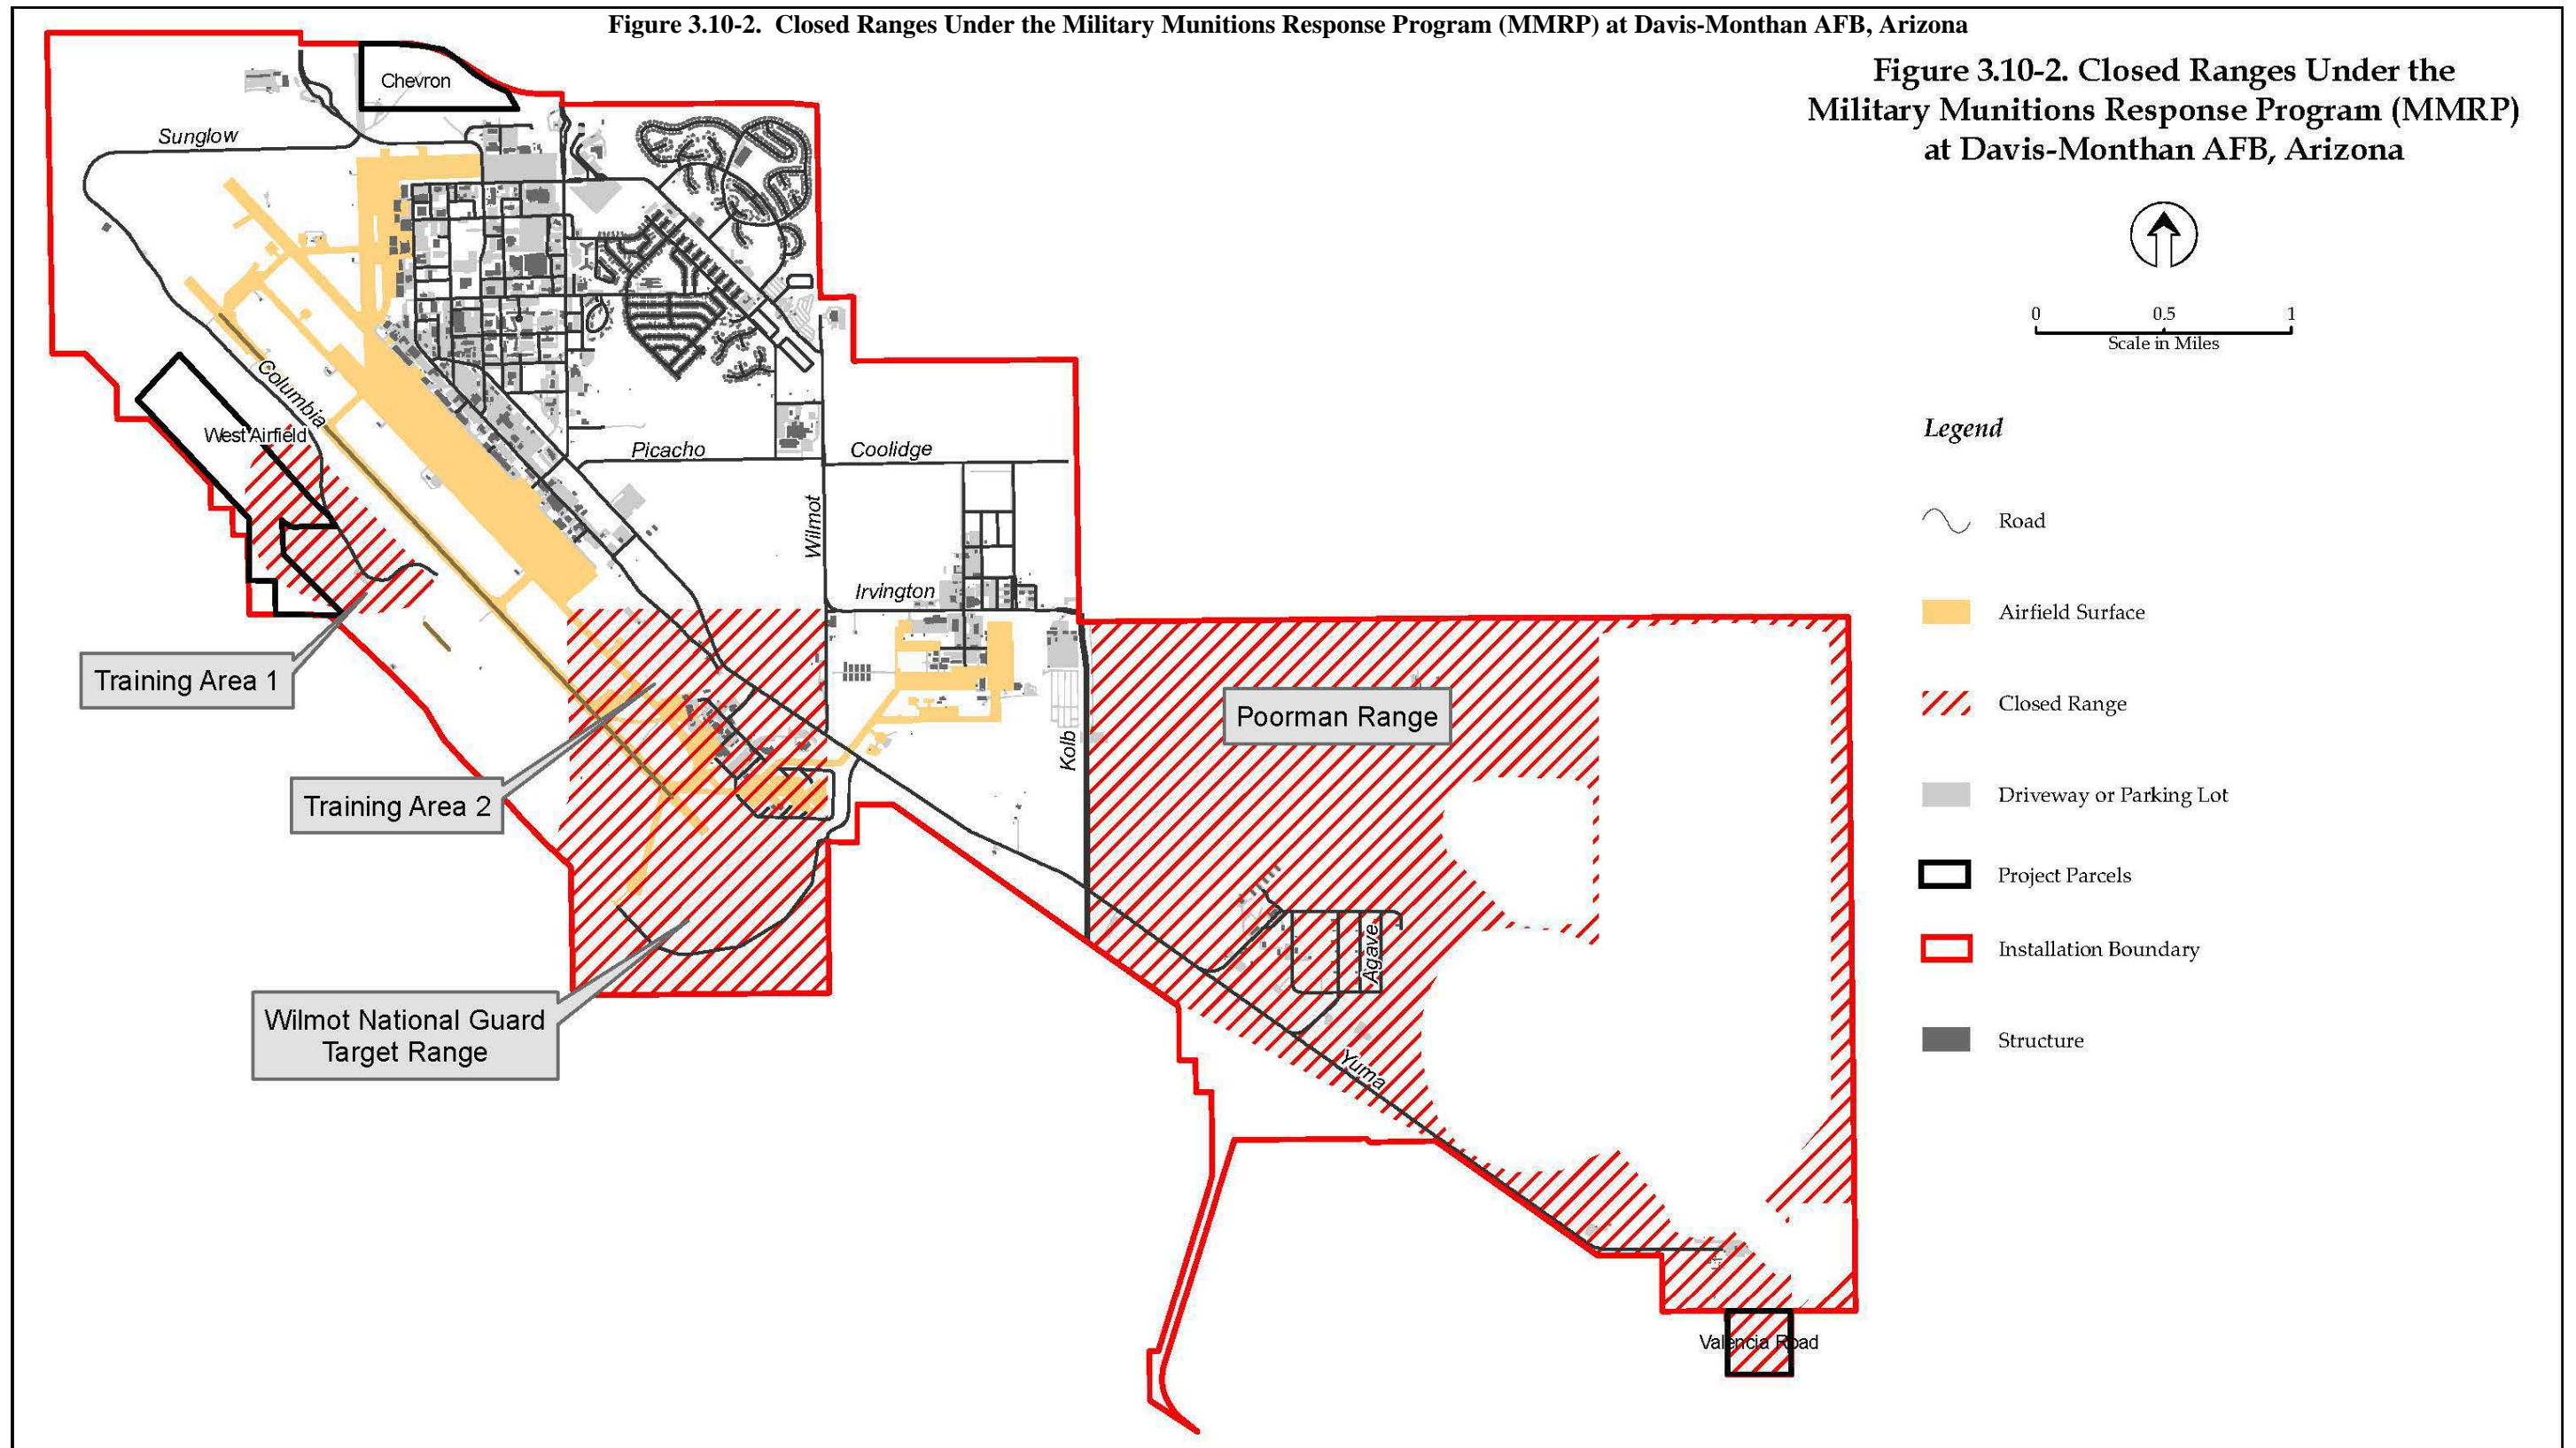 Figure 3.10-2.  Closed Ranges Under the Military Munitions Response Program (MMRP) at Davis-Monthan AFB, Arizona
Figure 3.10-2. Closed Ranges Under the
Military Munitions Response Program (MMRP)
at Davis-Monthan AFB, Arizona
0 0.5 1
Scale in Miles
Legend
Road
Airfield Surface
Closed Range
Driveway or Parking Lot
Project Parcels
Installation Boundary
Structure
Chevron
Sunglow
Columbia
West Airfield
Picacho
Coolidge
Wilmot
Irvington
Training Area 1
Poorman Range
Kolb
Training Area 2
Agave
Wilmot National Guard
Target Range
Yuma
Valencia Road